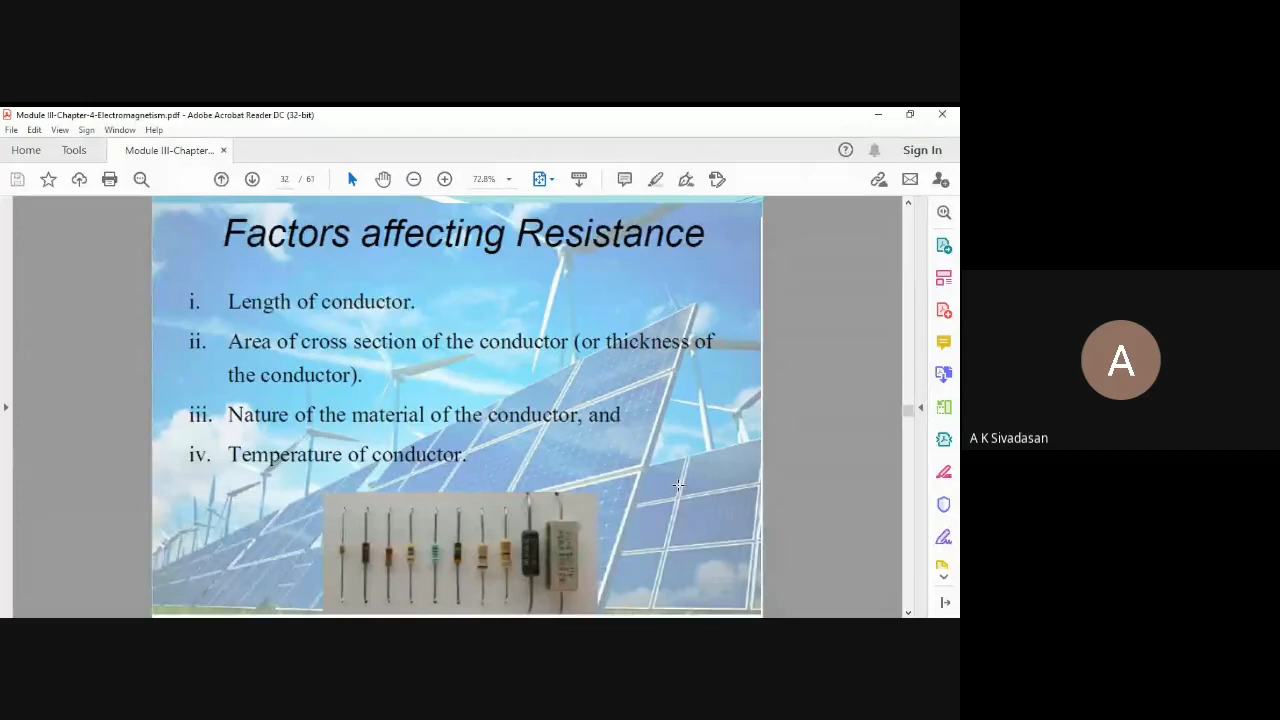 Module III-Chapter-4-Electromagnetism.pdf - Adobe Acrobat Reader DC (32-bit)
File Edit View Sign Window Help
Home Tools Module III-Chapter... Sign In
32 / 61 72.8%
Factors affecting Resistance
i. Length of conductor.
ii. Area of cross section of the conductor (or thickness of
the conductor).
iii. Nature of the material of the conductor, and
iv. Temperature of conductor.
A
A K Sivadasan